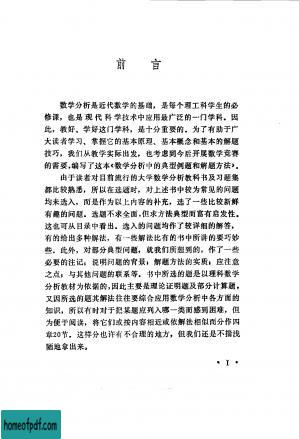 前言
数学分析是近代数学的基础，是每个理工科学生的必
修课，也是现代科学技术中应用最广泛的一门学科。因
此，教好、学好这门学科，是十分重要的。为了有助于广
大读者学习、掌握它的基本原理、基本概念和基本的解题
技巧，我们从教学实际出发，也考虑到今后开展数学竞赛
的需要，编写了这本《数学分析中的典型例题和解题方法》。
由于读者对目前流行的大学数学分析教科书及习题集
都比较熟悉，所以在选题时，对上述书中较为常见的问题
均未选入，而是作为以上内容的补充，选了一些比较新鲜
有趣的问题。选题不求全面，但求方法典型而富有启发性。
这也可从目录中看出。选入的问题均作了较详细的解答。
有的给出多种解法，有一些解法比有的书中所讲的要巧妙
些。此外，对部分典型问题，就我们所想到的，作了一些
必要的注记；说明问题的背景；解题方法的实质；应注意
之点；与其他问题的联系等。书中所选的题是以理科数学
分析教材为依据的，因此主要是理论证明题及部分计算题。
又因所选的题其解法往往要综合应用数学分析中各方面的
知识，所以有时对于把某题应列入哪一类而感到困难，但
为便于阅读，将它们或按内容相近或依解法相似而分作四
章20节。这样分也许有不合理的地方，但我们还是不揣浅
陋地拿出来。
· I ·
homeofpdf.com
homeofpdf.com